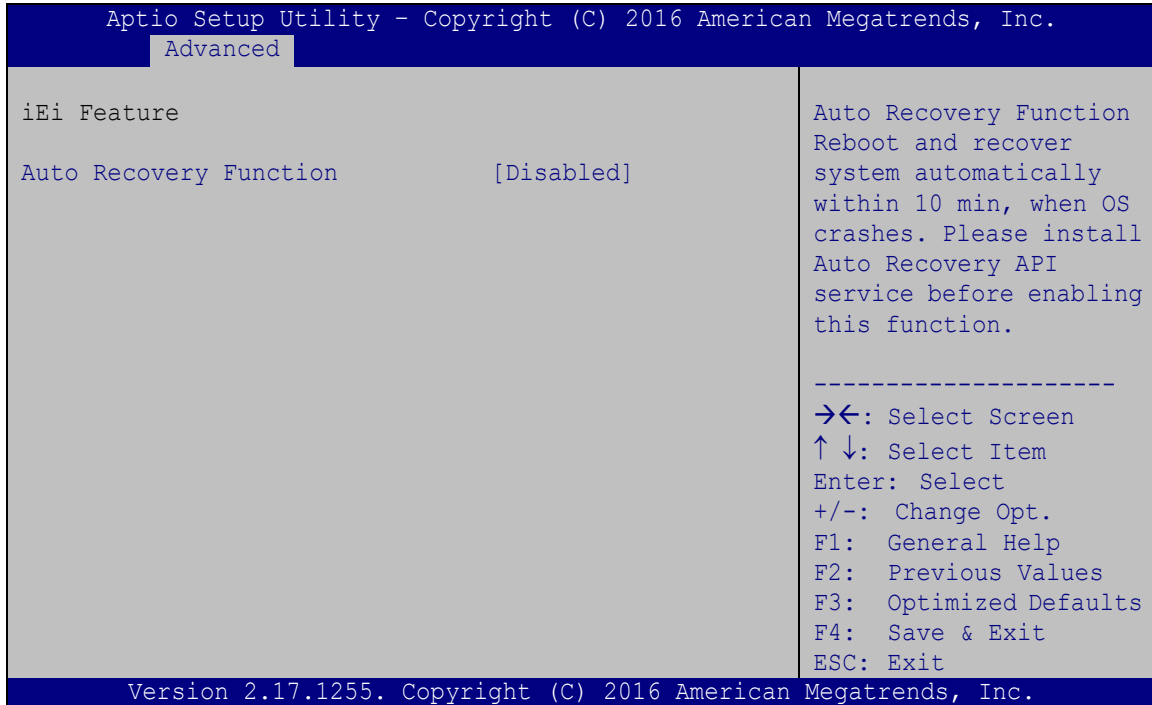 Aptio Setup Utility – Copyright (C) 2016 American Megatrends, Inc.
Advanced
iEi Feature
Auto Recovery Function [Disabled]
Auto Recovery Function
Reboot and recover
system automatically
within 10 min, when OS
crashes. Please install
Auto Recovery API
service before enabling
this function.
---------------------
→←: Select Screen
↑ ↓: Select Item
Enter: Select
+/-: Change Opt.
F1: General Help
F2: Previous Values
F3: Optimized Defaults
F4: Save & Exit
ESC: Exit
Version 2.17.1255. Copyright (C) 2016 American Megatrends, Inc.